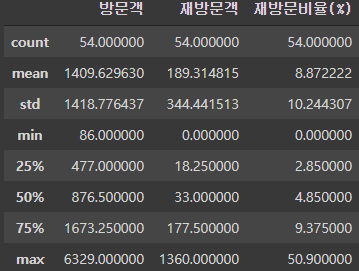 방문객 재방문객 재방문비율(%)
count 54.000000 54.000000 54.000000
mean 1409.629630 189.314815 8.872222
std 1418.776437 344.441513 10.244307
min 86.000000 0.000000 0.000000
25% 477.000000 18.250000 2.850000
50% 876.500000 33.000000 4.850000
75% 1673.250000 177.500000 9.375000
max 6329.000000 1360.000000 50.900000